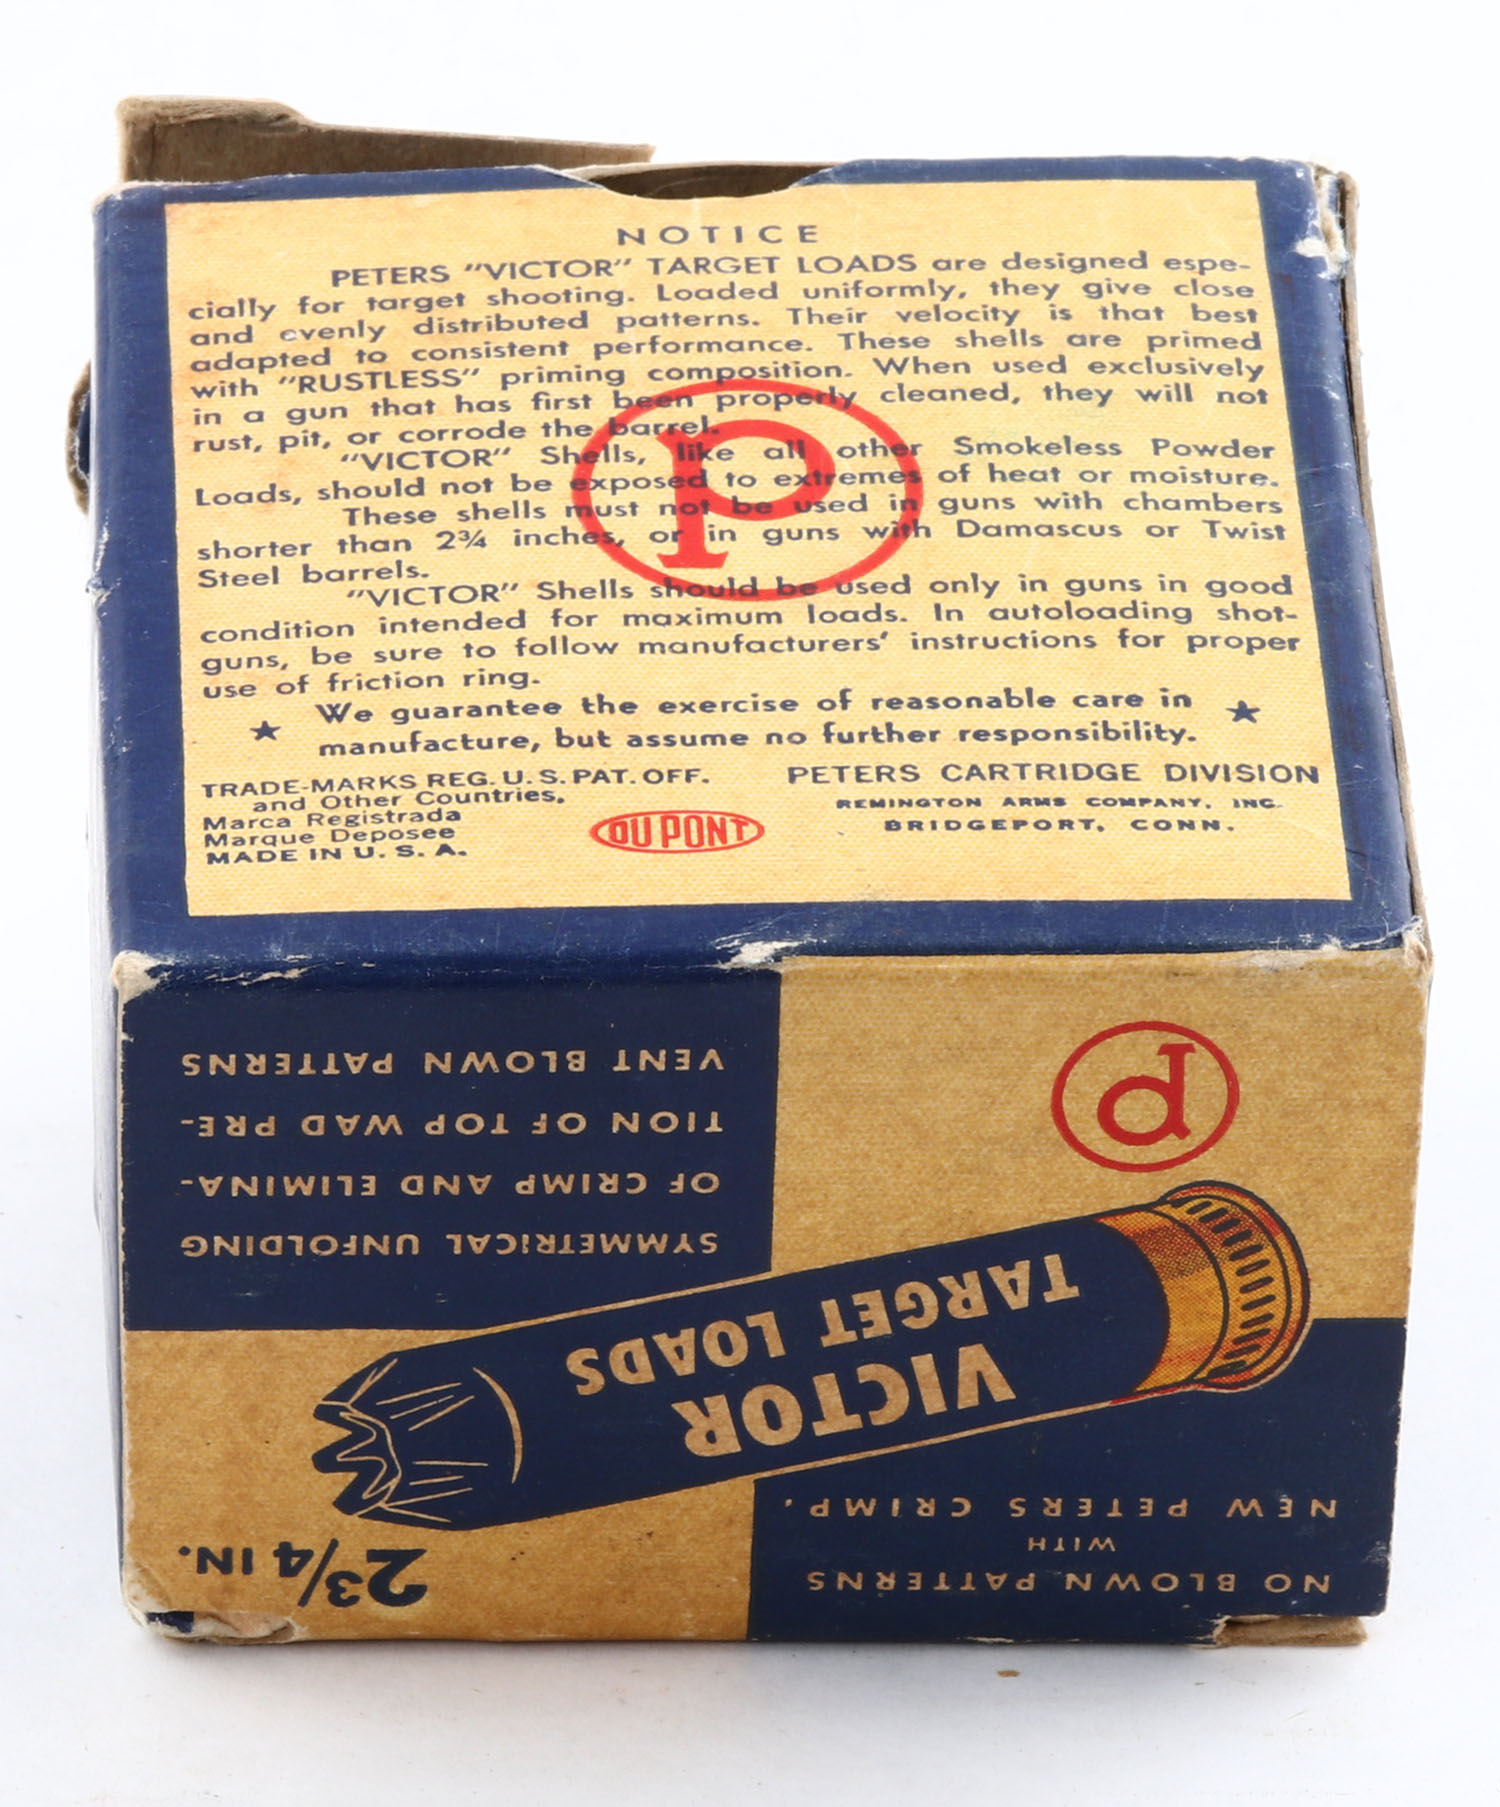 NOTICE
PETERS "VICTOR" TARGET LOADS are designed espe-
cially for target shooting. Loaded uniformly, they give close
and evenly distributed patterns. Their velocity is that best
adapted to consistent performance. These shells are primed
with "RUSTLESS" priming composition. When used exclusively
in a gun that has first been properly cleaned, they will not
rust, pit, or corrode the barrel.
"VICTOR" Shells, like all other Smokeless Powder
Loads, should not be exposed to extremes of heat or moisture.
These shells must not be used in guns with chambers
shorter than 2¾ inches, or in guns with Damascus or Twist
Steel barrels.
"VICTOR" Shells should be used only in guns in good
condition intended for maximum loads. In autoloading shot-
guns, be sure to follow manufacturers' instructions for proper
use of friction ring.
★ We guarantee the exercise of reasonable care in ★
manufacture, but assume no further responsibility.
TRADE-MARKS REG. U. S. PAT. OFF.
and Other Countries.
Marca Registrada
Marque Deposee
MADE IN U. S. A.
DU PONT
PETERS CARTRIDGE DIVISION
REMINGTON ARMS COMPANY, INC.
BRIDGEPORT, CONN.
P
NO BLOWN PATTERNS
WITH
NEW PETERS CRIMP.
2¾ IN.
VICTOR
TARGET LOADS
P
SYMMETRICAL UNFOLDING
OF CRIMP AND ELIMINA-
TION OF TOP WAD PRE-
VENT BLOWN PATTERNS